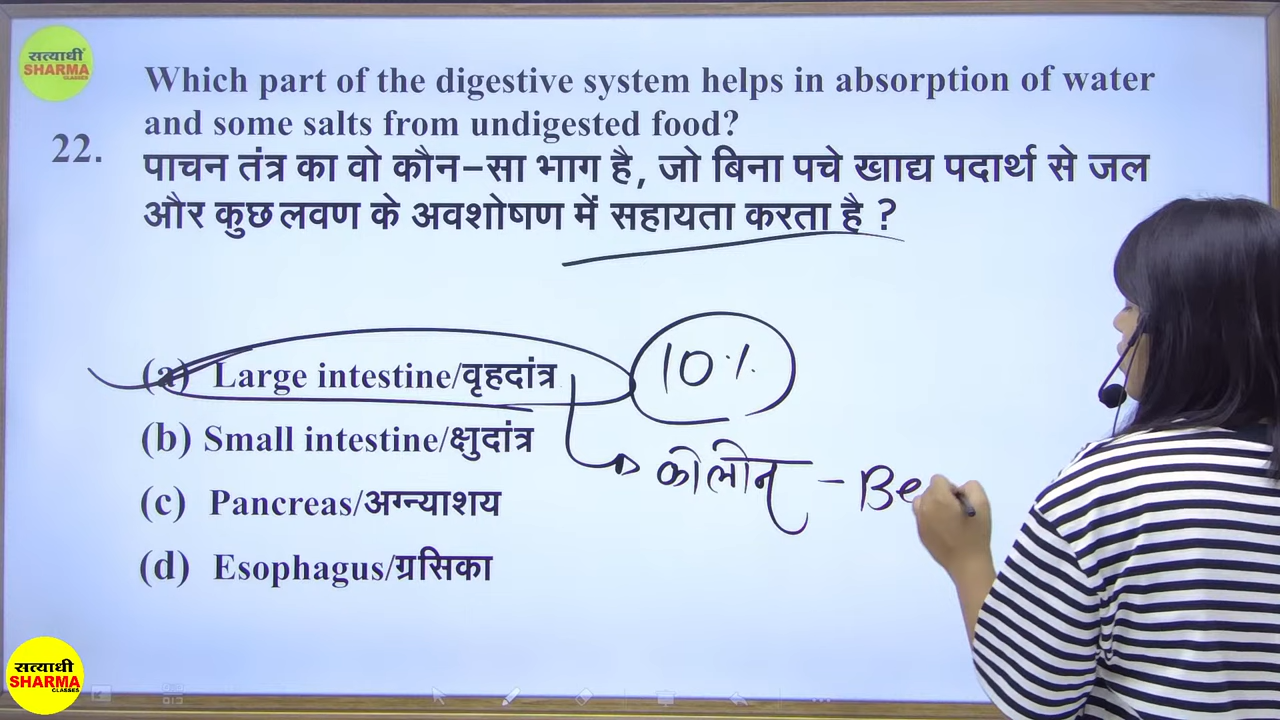 सत्यार्थी
SHARMA
CLASSES
Which part of the digestive system helps in absorption of water
and some salts from undigested food?
22.
पाचन तंत्र का वो कौन-सा भाग है, जो बिना पचे खाद्य पदार्थ से जल
और कुछ लवण के अवशोषण में सहायता करता है ?
(a) Large intestine/वृहदांत्र
10%
(b) Small intestine/क्षुदांत्र
कोलोन - Be
(c) Pancreas/अग्न्याशय
(d) Esophagus/ग्रसिका
सत्यार्थी
SHARMA
CLASSES